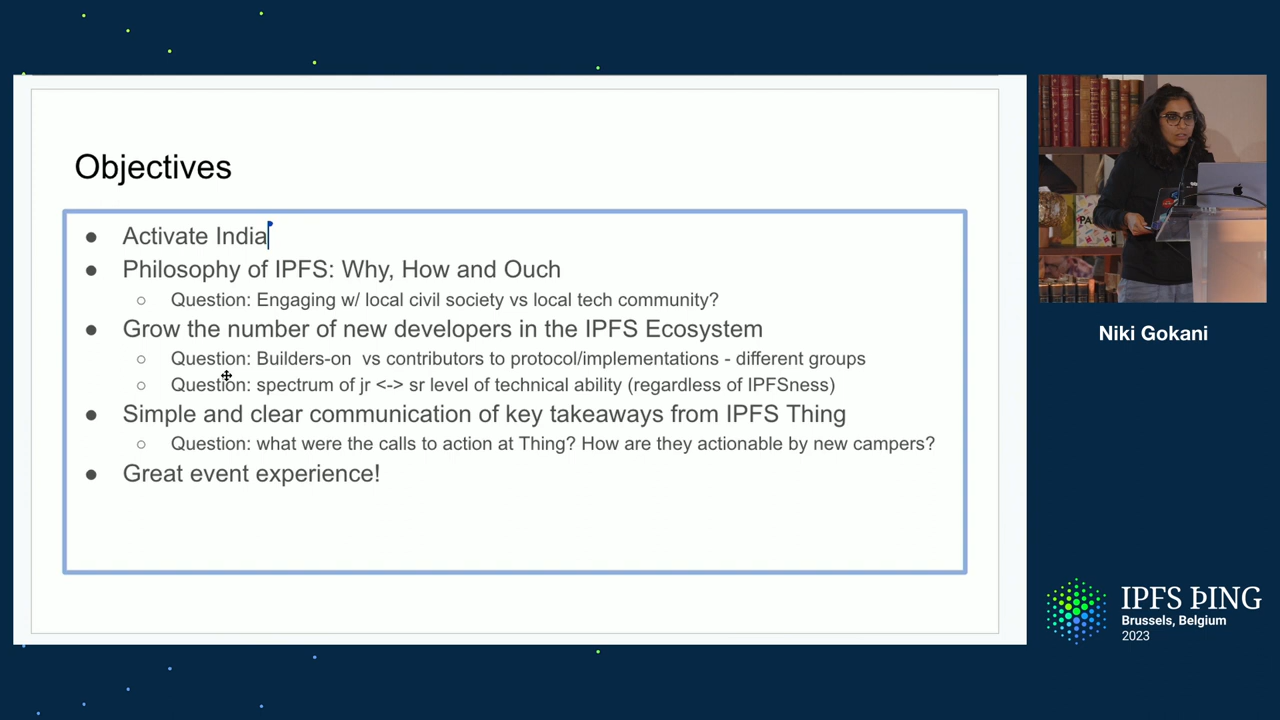 Objectives
● Activate India
● Philosophy of IPFS: Why, How and Ouch
○ Question: Engaging w/ local civil society vs local tech community?
● Grow the number of new developers in the IPFS Ecosystem
○ Question: Builders-on  vs contributors to protocol/implementations - different groups
○ Question: spectrum of jr <-> sr level of technical ability (regardless of IPFSness)
● Simple and clear communication of key takeaways from IPFS Thing
○ Question: what were the calls to action at Thing? How are they actionable by new campers?
● Great event experience!
Niki Gokani
IPFS ÞING
Brussels, Belgium
2023